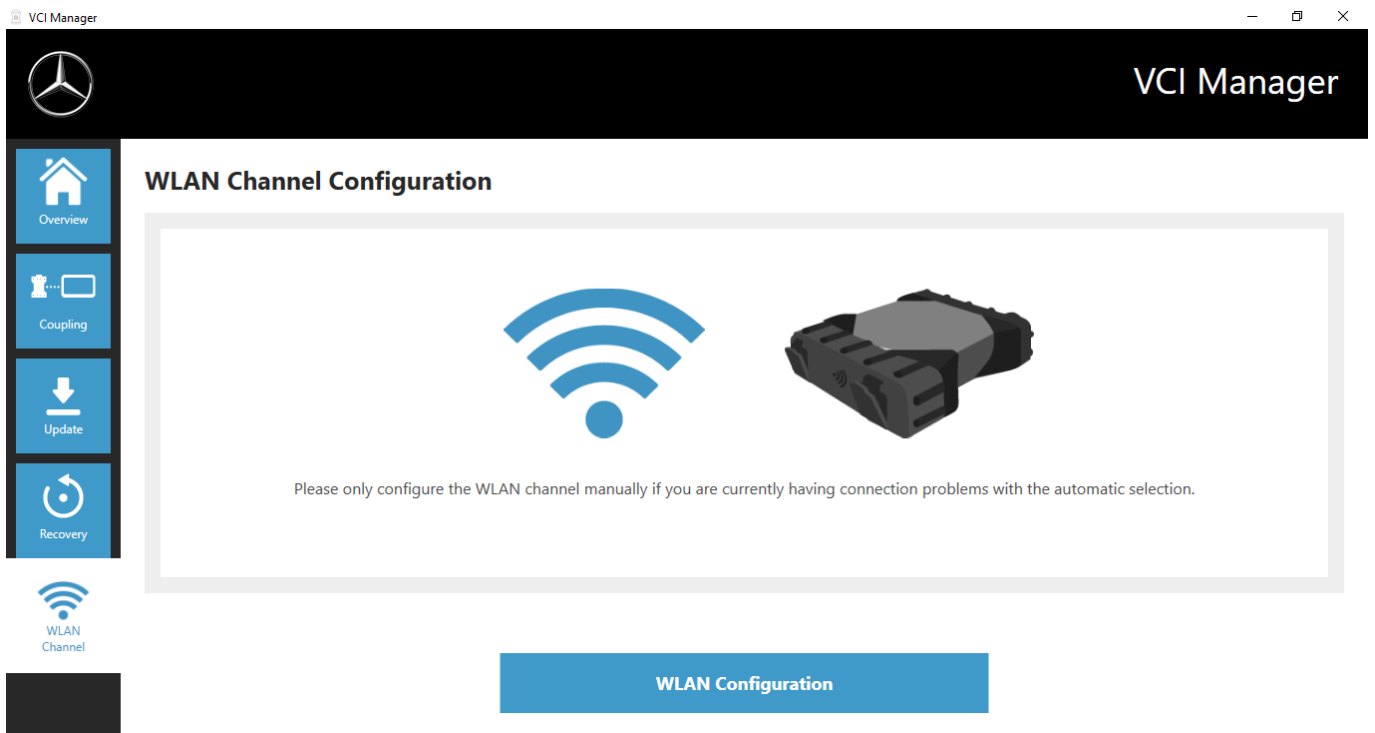 VCI Manager
VCI Manager
Overview
Coupling
Update
Recovery
WLAN
Channel
WLAN Channel Configuration
Please only configure the WLAN channel manually if you are currently having connection problems with the automatic selection.
WLAN Configuration